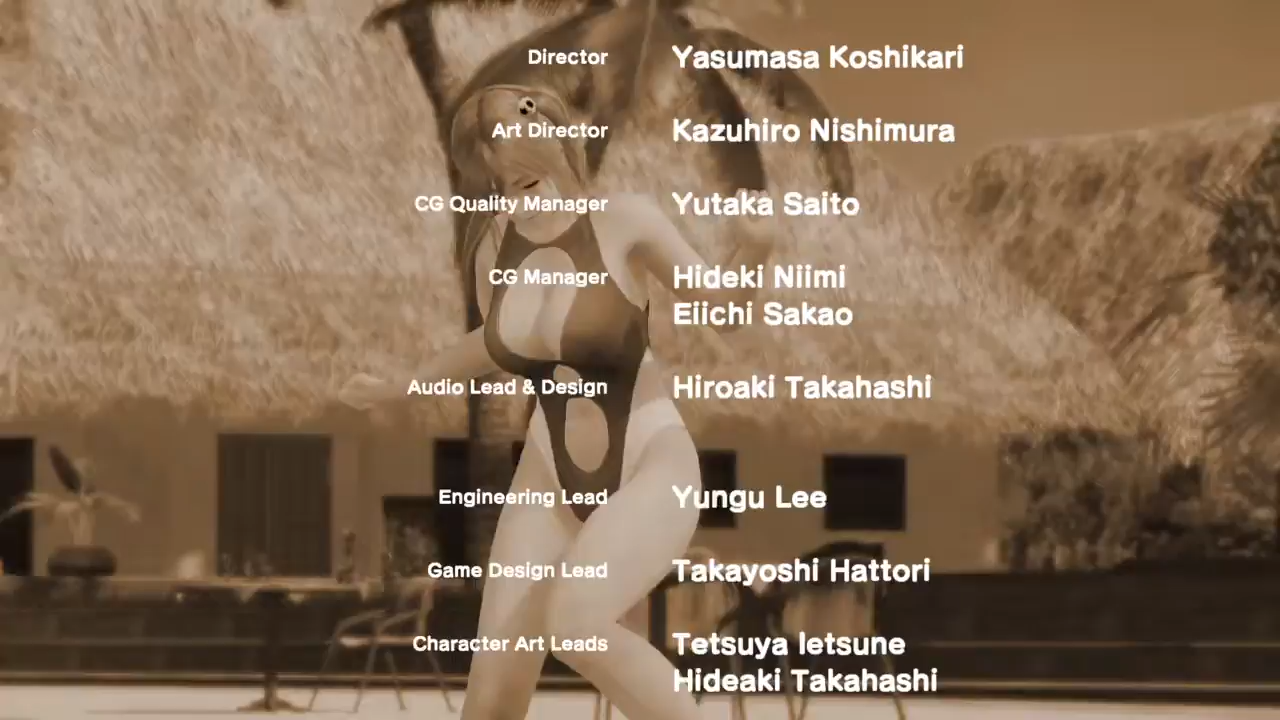 Director Yasumasa Koshikari
Art Director Kazuhiro Nishimura
CG Quality Manager Yutaka Saito
CG Manager Hideki Niimi
Eiichi Sakao
Audio Lead & Design Hiroaki Takahashi
Engineering Lead Yungu Lee
Game Design Lead Takayoshi Hattori
Character Art Leads Tetsuya Ietsune
Hideaki Takahashi